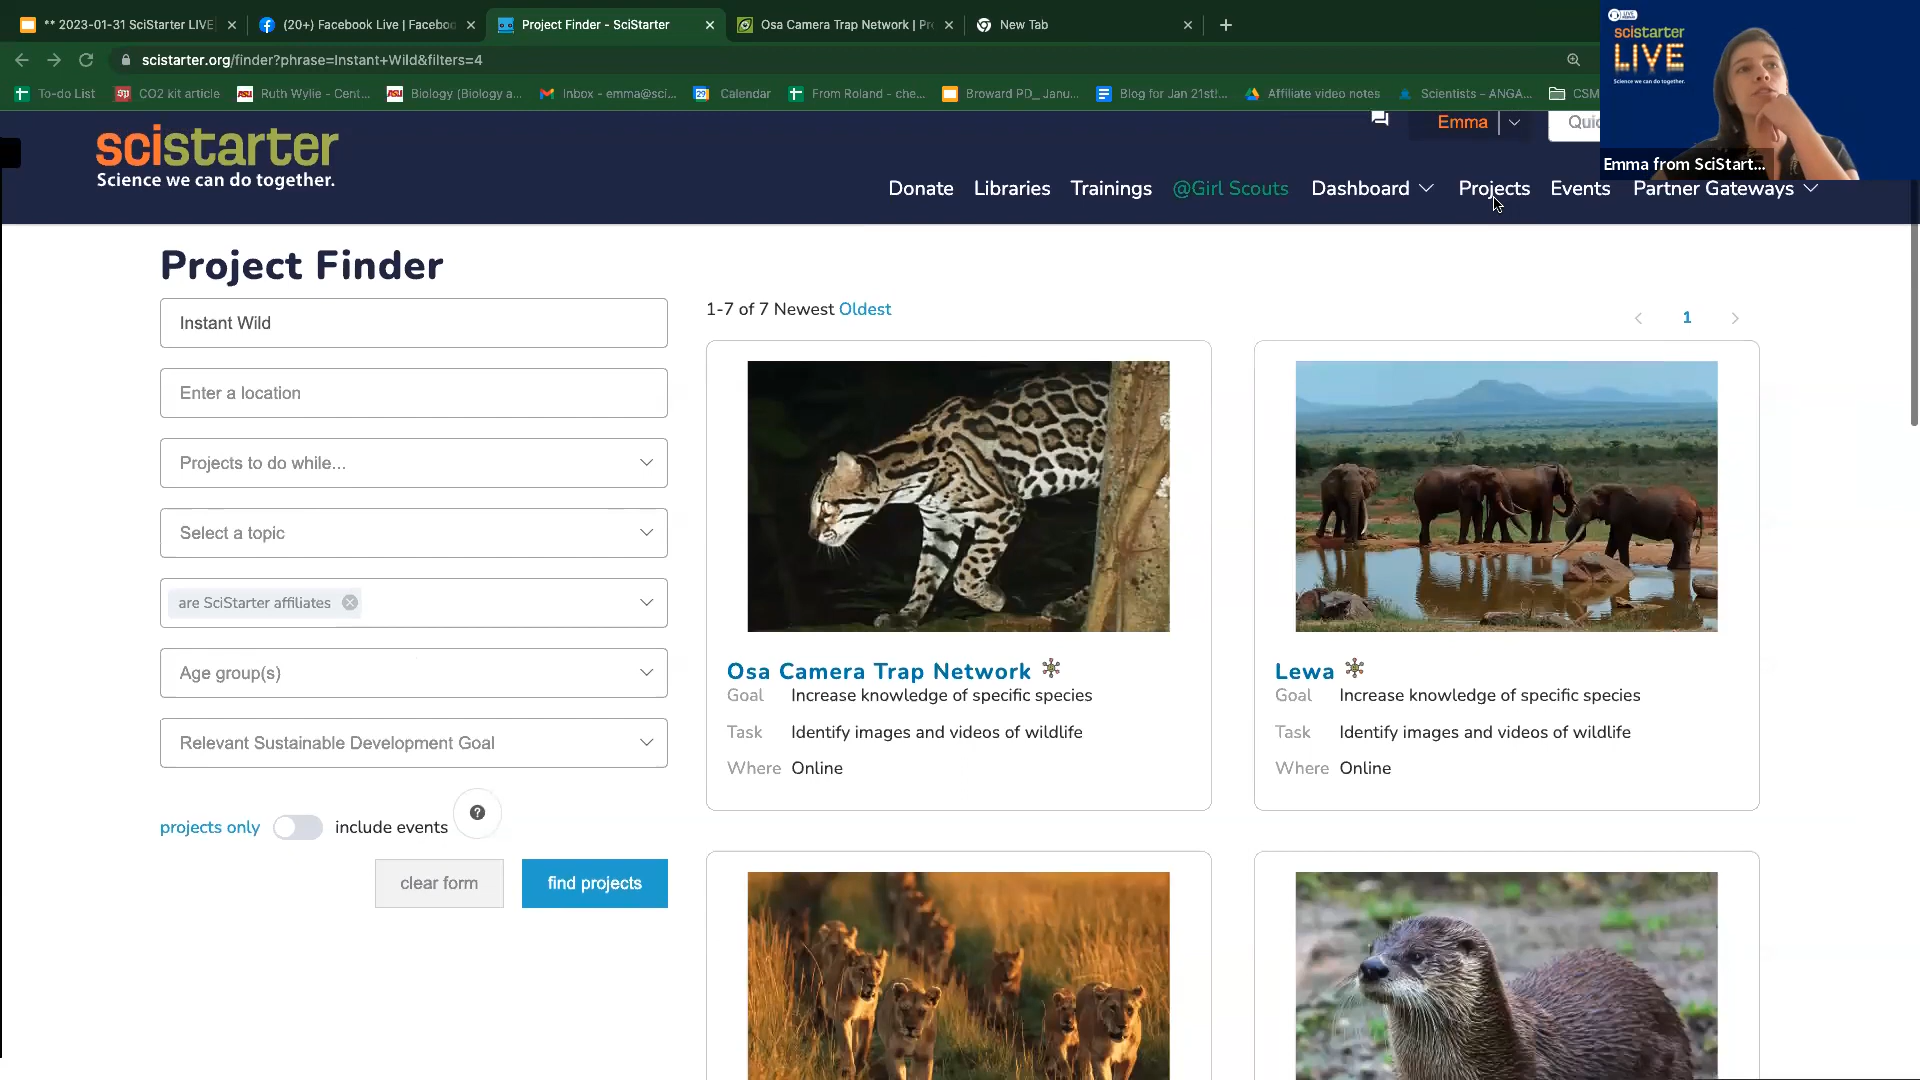 ** 2023-01-31 SciStarter LIVE
(20+) Facebook Live | Facebo
Project Finder - SciStarter
Osa Camera Trap Network | Pr
New Tab
scistarter.org/finder?phrase=Instant+Wild&filters=4
To-do List
CO2 kit article
Ruth Wylie - Cent...
Biology (Biology a...
Inbox - emma@sci...
Calendar
From Roland - che...
Broward PD_ Janu...
Blog for Jan 21st!...
Affiliate video notes
Scientists – ANGA...
CSM
scistarter
LIVE
Science we can do together.
Emma from SciStart...
scistarter
Science we can do together.
Emma
Quic
Donate
Libraries
Trainings
@Girl Scouts
Dashboard
Projects
Events
Partner Gateways
Project Finder
Instant Wild
Enter a location
Projects to do while...
Select a topic
are SciStarter affiliates
Age group(s)
Relevant Sustainable Development Goal
projects only
include events
?
clear form
find projects
1-7 of 7 Newest Oldest
< 1 >
Osa Camera Trap Network
Goal Increase knowledge of specific species
Task Identify images and videos of wildlife
Where Online
Lewa
Goal Increase knowledge of specific species
Task Identify images and videos of wildlife
Where Online